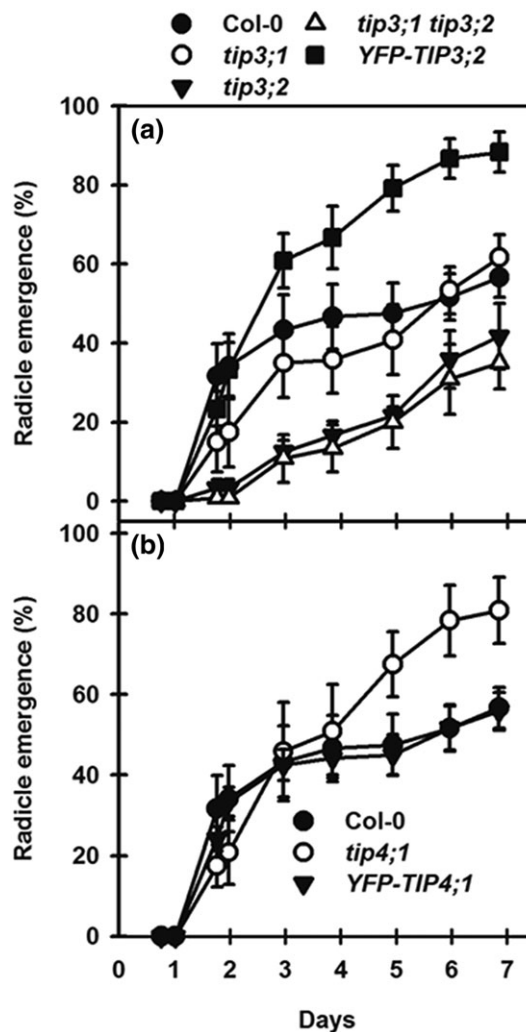 Col-0 tip3;1 tip3;2
tip3;1 YFP-TIP3;2
tip3;2
(a)
100
80
60
40
20
0
Radicle emergence (%)
(b)
100
80
60
40
20
0
Radicle emergence (%)
Col-0
tip4;1
YFP-TIP4;1
0 1 2 3 4 5 6 7
Days